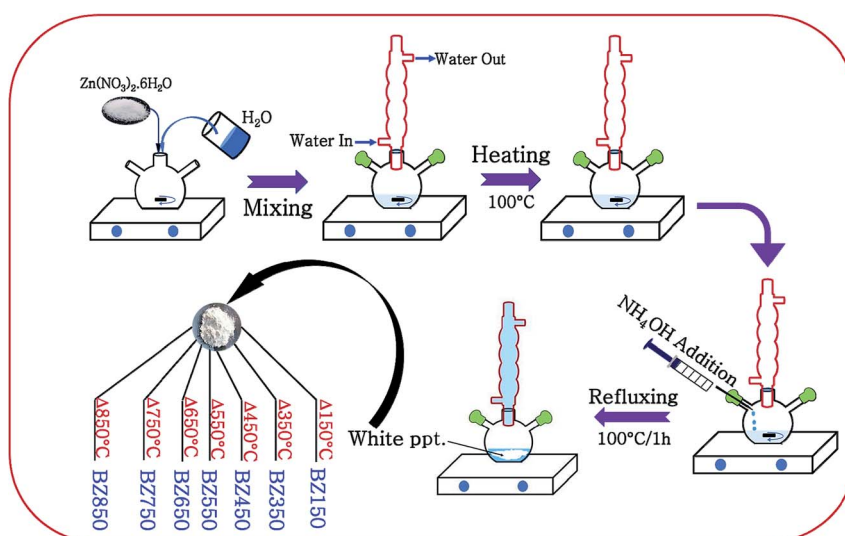 Zn(NO₃)₂.6H₂O
H₂O
Mixing
Water Out
Water In
Heating
100°C
NH₄OH Addition
Refluxing
100°C/1h
White ppt.
Δ850°C
Δ750°C
Δ650°C
Δ550°C
Δ450°C
Δ350°C
Δ150°C
BZ850
BZ750
BZ650
BZ550
BZ450
BZ350
BZ150